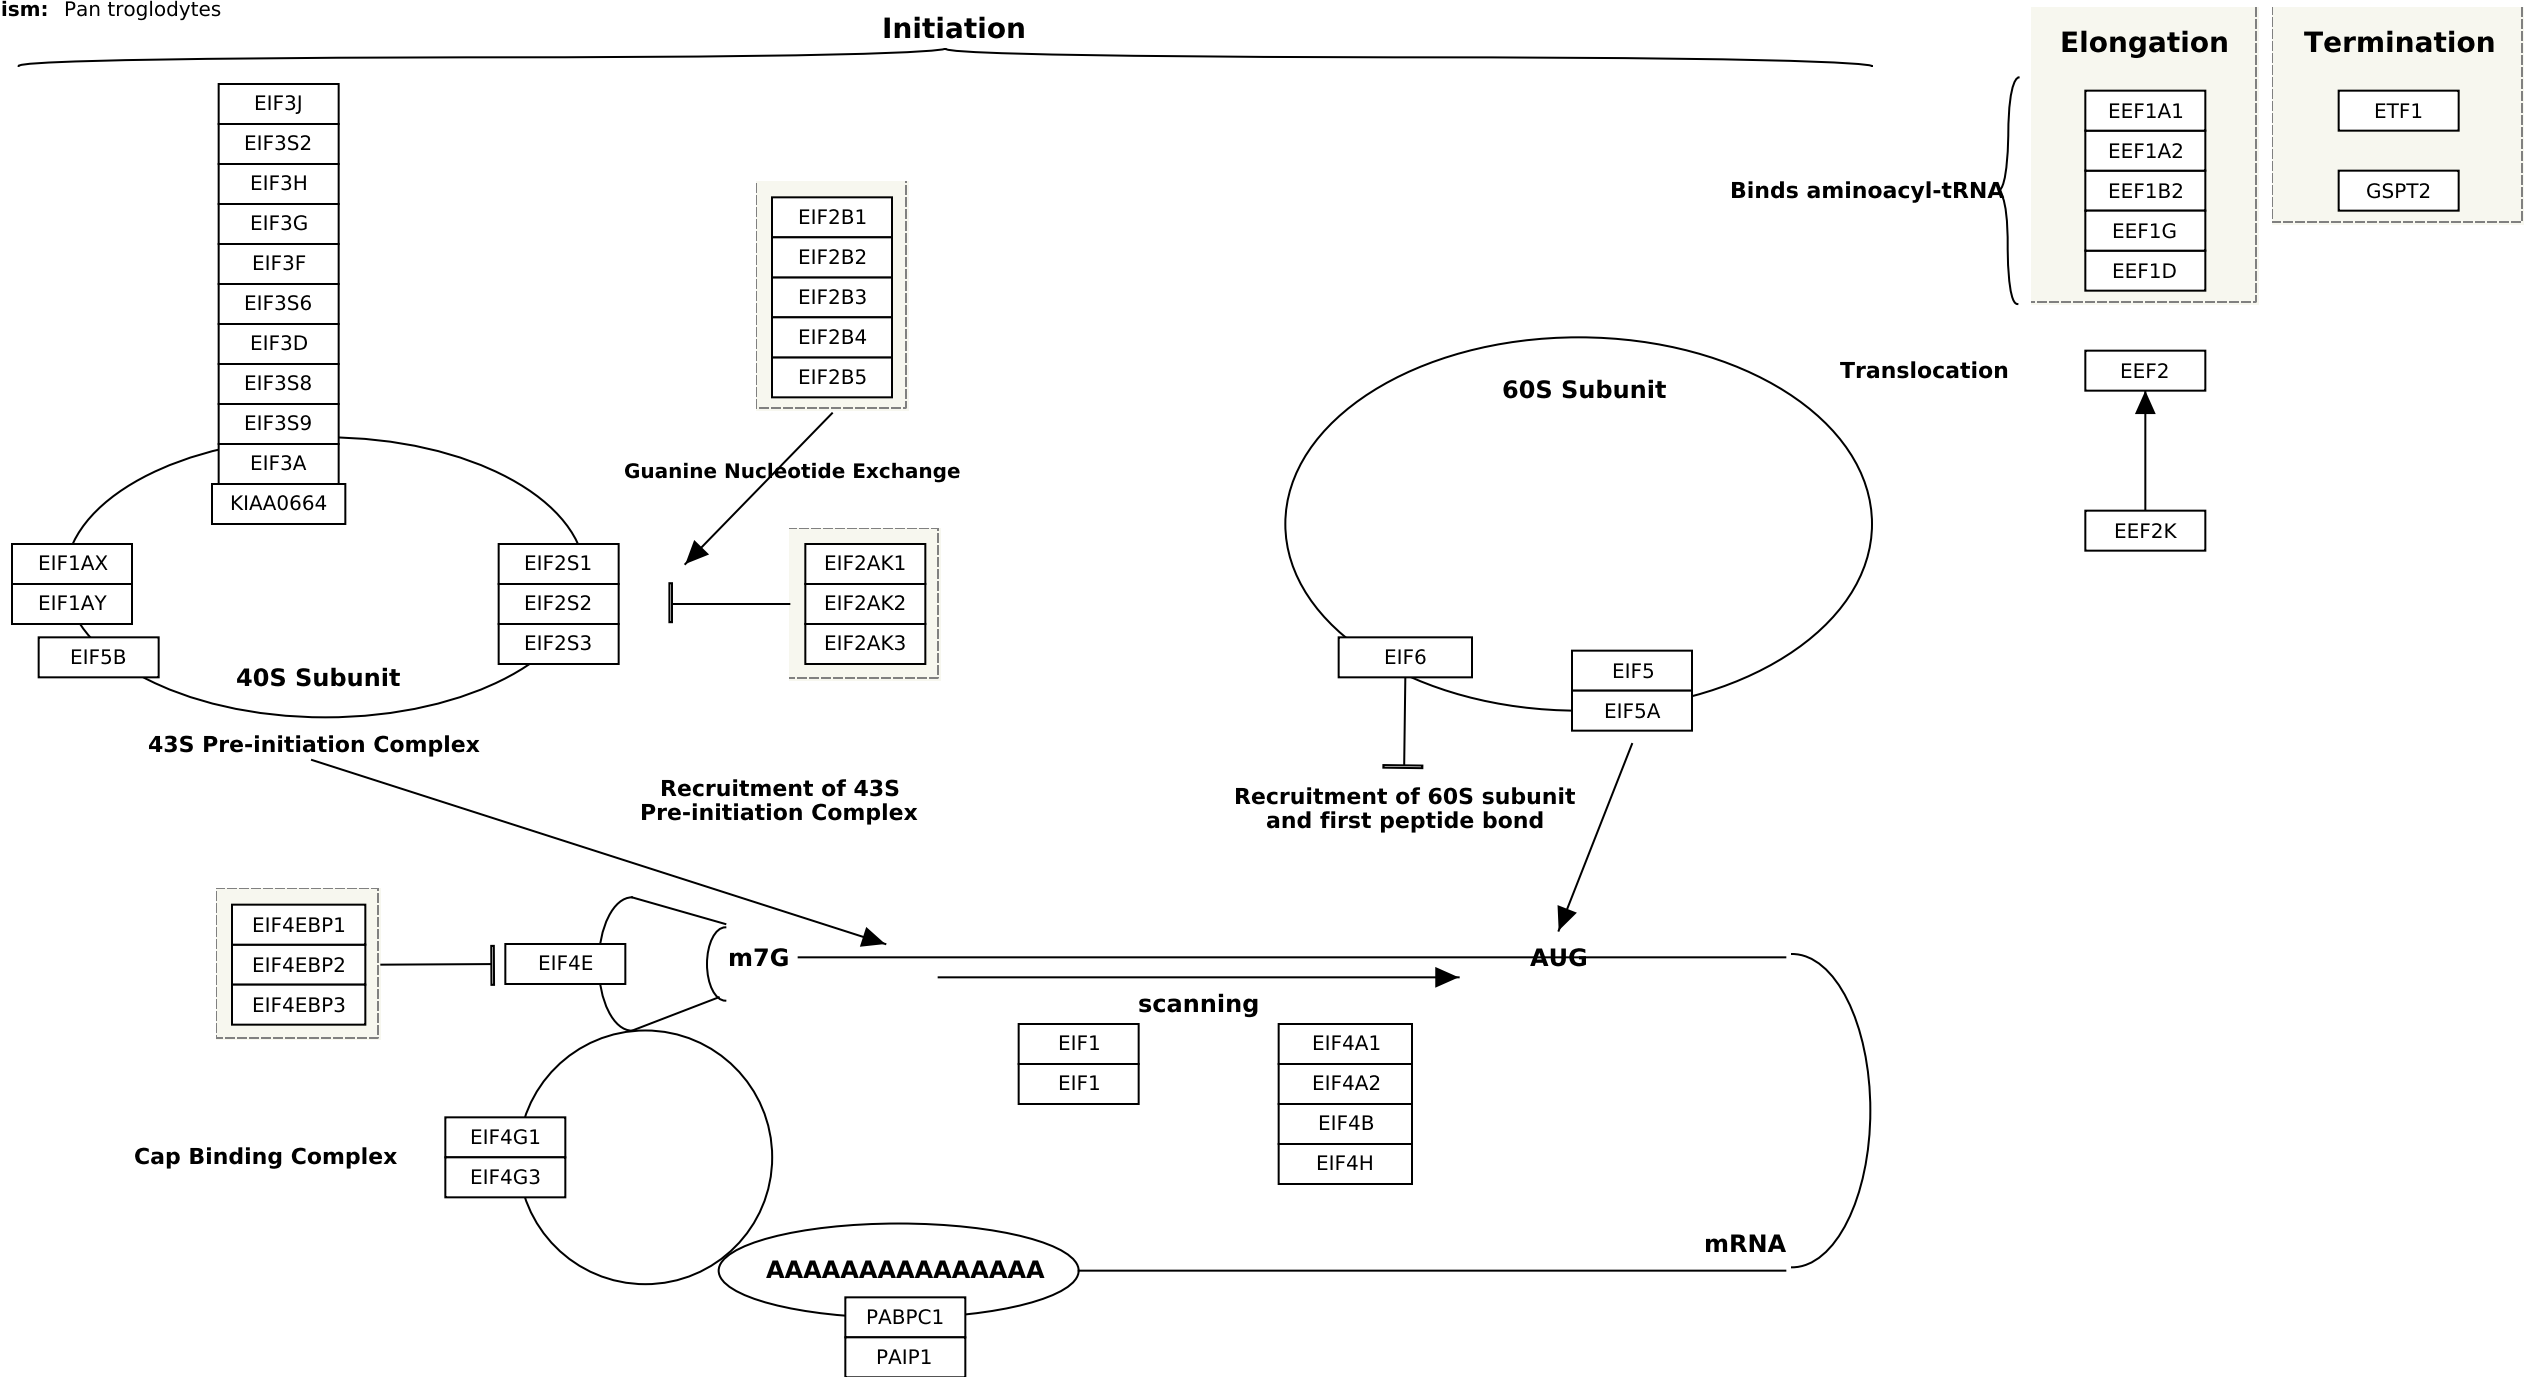 ism: Pan troglodytes
Initiation
Elongation
Termination
EIF3J
EIF3S2
EIF3H
EIF3G
EIF3F
EIF3S6
EIF3D
EIF3S8
EIF3S9
EIF3A
KIAA0664
EIF1AX
EIF1AY
EIF5B
EIF2S1
EIF2S2
EIF2S3
40S Subunit
43S Pre-initiation Complex
EIF2B1
EIF2B2
EIF2B3
EIF2B4
EIF2B5
Guanine Nucleotide Exchange
EIF2AK1
EIF2AK2
EIF2AK3
Recruitment of 43S
Pre-initiation Complex
60S Subunit
EIF6
EIF5
EIF5A
Recruitment of 60S subunit
and first peptide bond
Binds aminoacyl-tRNA
EEF1A1
EEF1A2
EEF1B2
EEF1G
EEF1D
ETF1
GSPT2
Translocation
EEF2
EEF2K
EIF4EBP1
EIF4EBP2
EIF4EBP3
EIF4E
m7G
AUG
scanning
EIF1
EIF1
EIF4A1
EIF4A2
EIF4B
EIF4H
Cap Binding Complex
EIF4G1
EIF4G3
mRNA
AAAAAAAAAAAAAAA
PABPC1
PAIP1